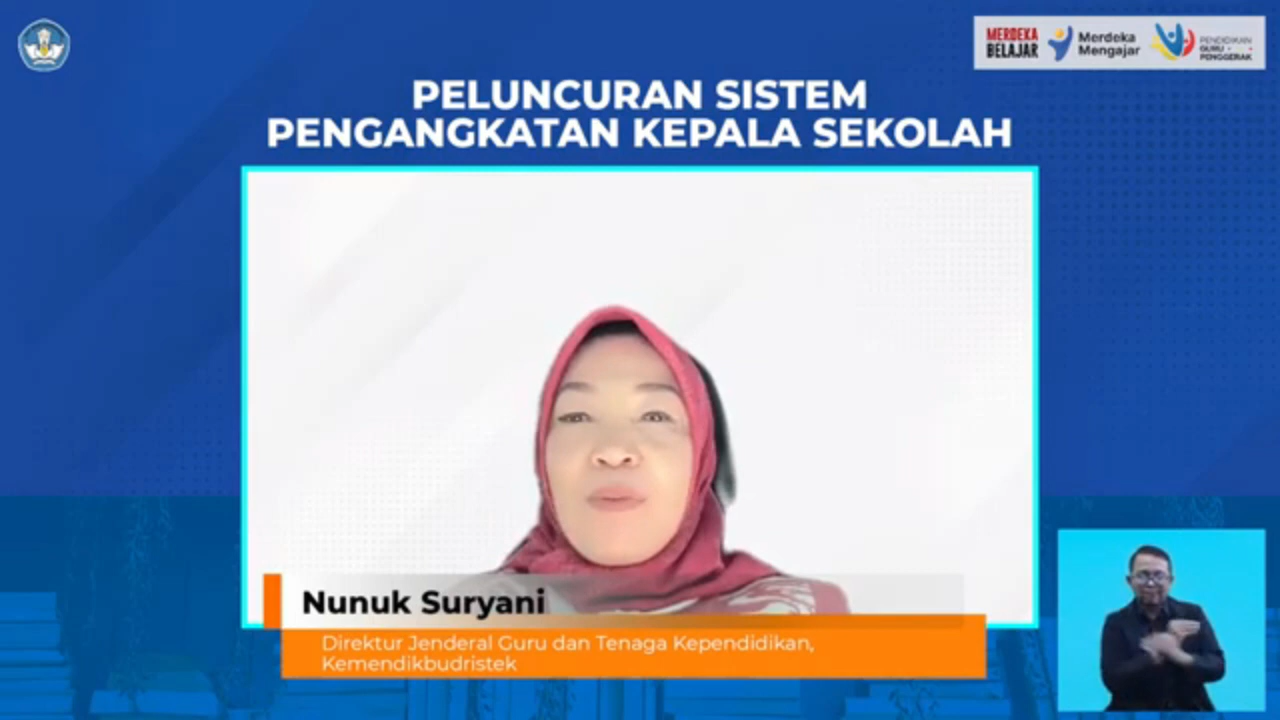 MERDEKA
BELAJAR
Merdeka
Mengajar
PENDIDIKAN
GURU
PENGGERAK
PELUNCURAN SISTEM
PENGANGKATAN KEPALA SEKOLAH
Nunuk Suryani
Direktur Jenderal Guru dan Tenaga Kependidikan,
Kemendikbudristek